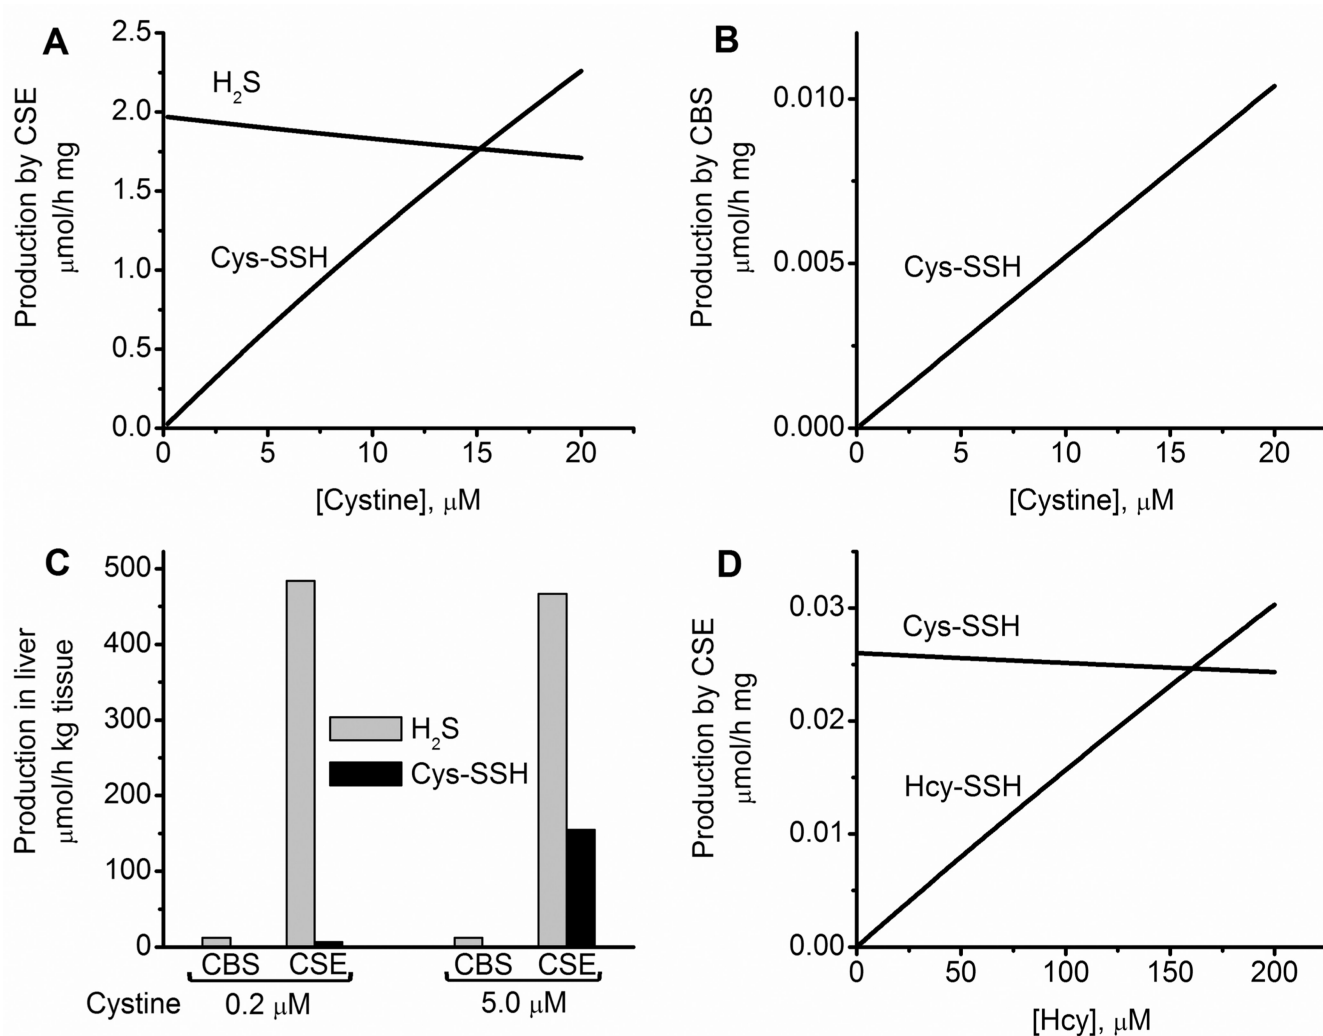 A
Production by CSE
μmol/h mg
2.5
2.0
1.5
1.0
0.5
0.0
H₂S
Cys-SSH
0 5 10 15 20
[Cystine], μM
B
Production by CBS
μmol/h mg
0.010
0.005
0.000
Cys-SSH
0 5 10 15 20
[Cystine], μM
C
Production in liver
μmol/h kg tissue
500
400
300
200
100
0
H₂S
Cys-SSH
CBS CSE CBS CSE
Cystine 0.2 μM 5.0 μM
D
Production by CSE
μmol/h mg
0.03
0.02
0.01
0.00
Cys-SSH
Hcy-SSH
0 50 100 150 200
[Hcy], μM